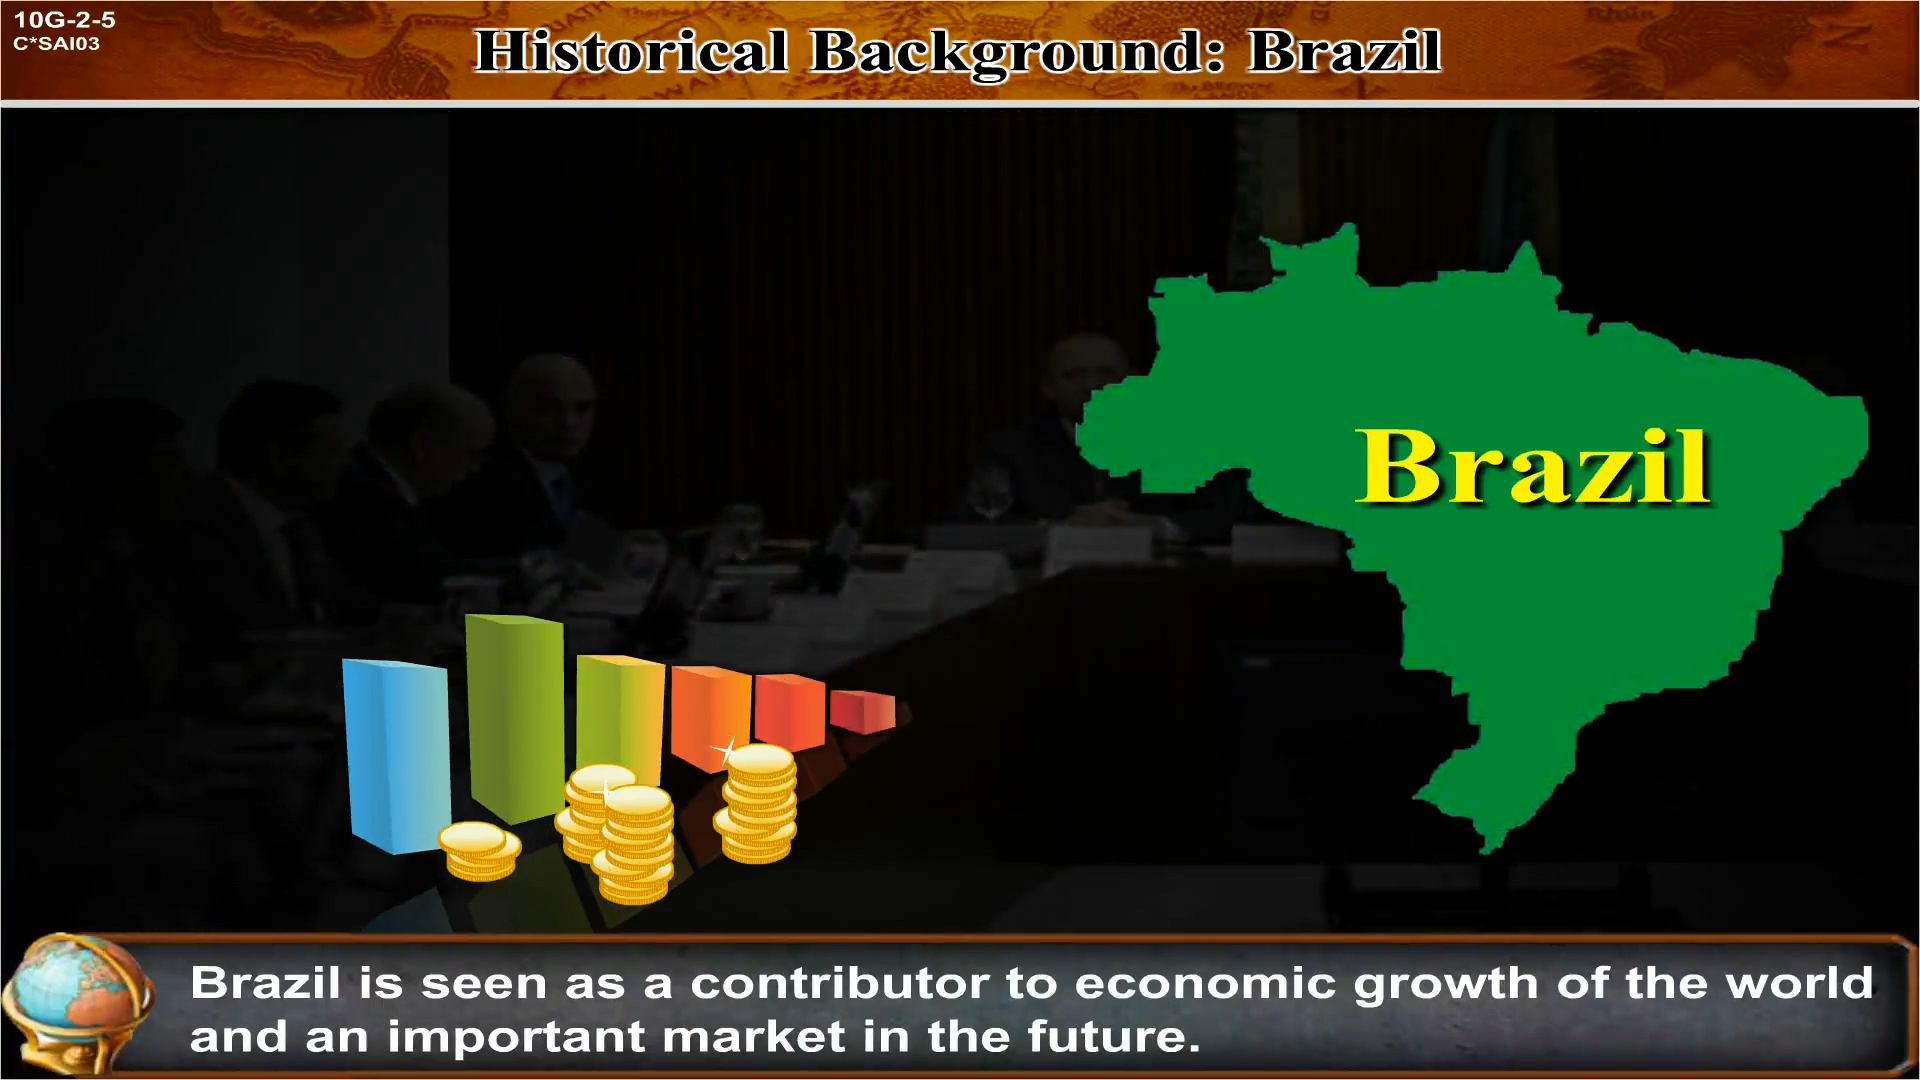 10G-2-5
C*SAI03
Historical Background: Brazil
Brazil
Brazil is seen as a contributor to economic growth of the world
and an important market in the future.